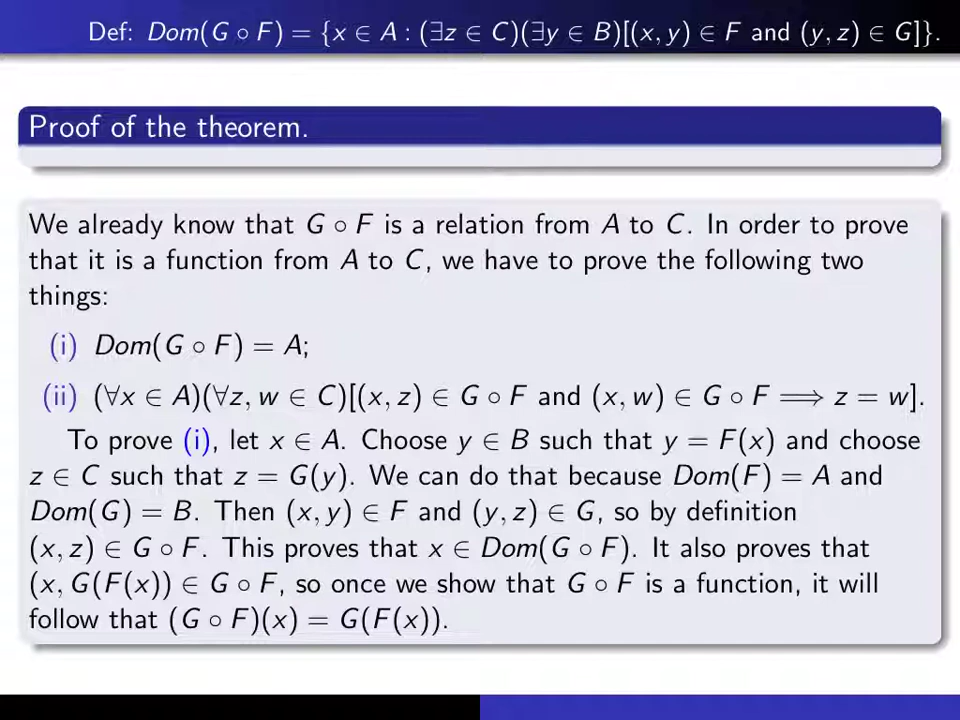 Def: Dom(G ∘ F) = {x ∈ A : (∃z ∈ C)(∃y ∈ B)[(x, y) ∈ F and (y, z) ∈ G]}.
Proof of the theorem.
We already know that G ∘ F is a relation from A to C. In order to prove
that it is a function from A to C, we have to prove the following two
things:
(i) Dom(G ∘ F) = A;
(ii) (∀x ∈ A)(∀z, w ∈ C)[(x, z) ∈ G ∘ F and (x, w) ∈ G ∘ F ⟹ z = w].
To prove (i), let x ∈ A. Choose y ∈ B such that y = F(x) and choose
z ∈ C such that z = G(y). We can do that because Dom(F) = A and
Dom(G) = B. Then (x, y) ∈ F and (y, z) ∈ G, so by definition
(x, z) ∈ G ∘ F. This proves that x ∈ Dom(G ∘ F). It also proves that
(x, G(F(x)) ∈ G ∘ F, so once we show that G ∘ F is a function, it will
follow that (G ∘ F)(x) = G(F(x)).